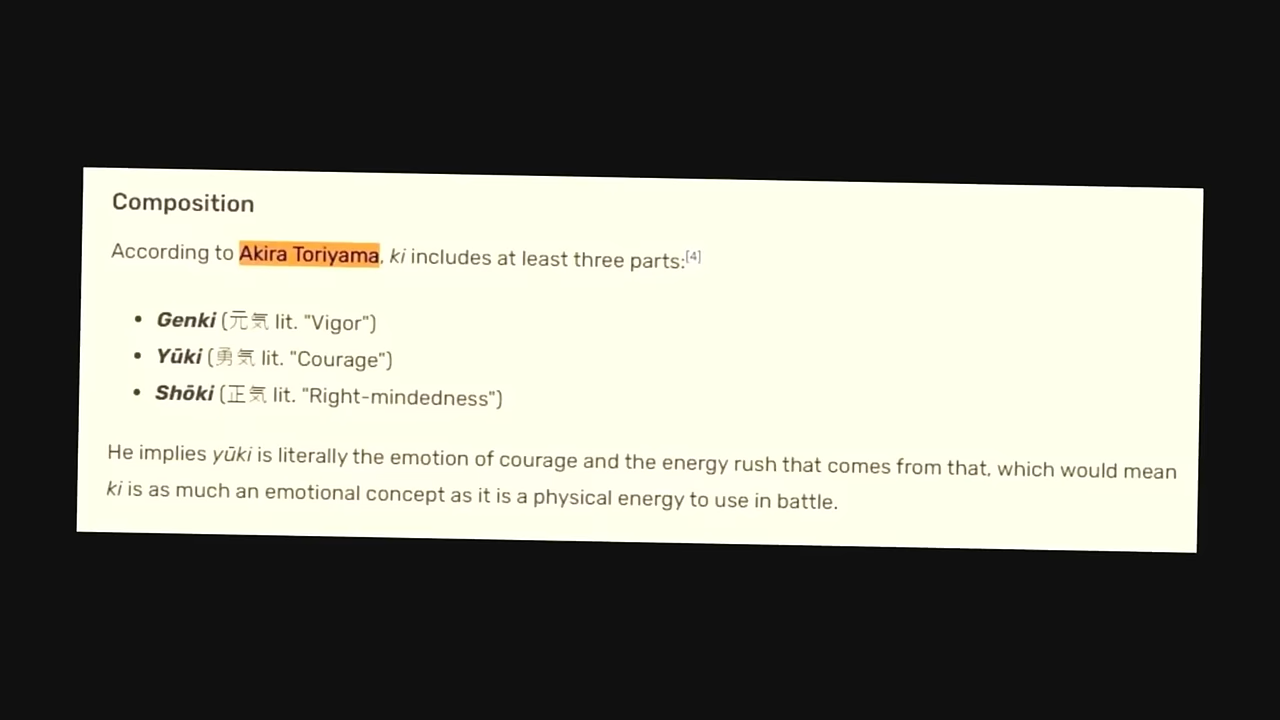 Composition
According to Akira Toriyama, ki includes at least three parts:[4]
• Genki (元気 lit. "Vigor")
• Yūki (勇気 lit. "Courage")
• Shōki (正気 lit. "Right-mindedness")
He implies yūki is literally the emotion of courage and the energy rush that comes from that, which would mean
ki is as much an emotional concept as it is a physical energy to use in battle.